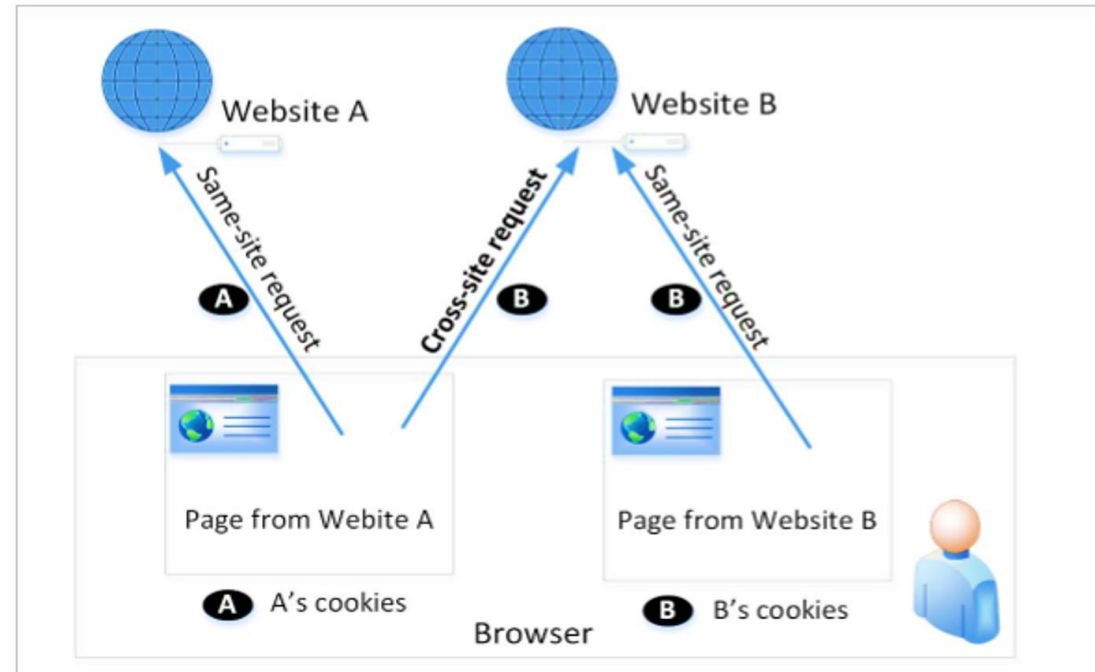 Website A
Website B
Same-site request
Cross-site request
Same-site request
A
B
B
Page from Webite A
Page from Website B
A A's cookies
B B's cookies
Browser